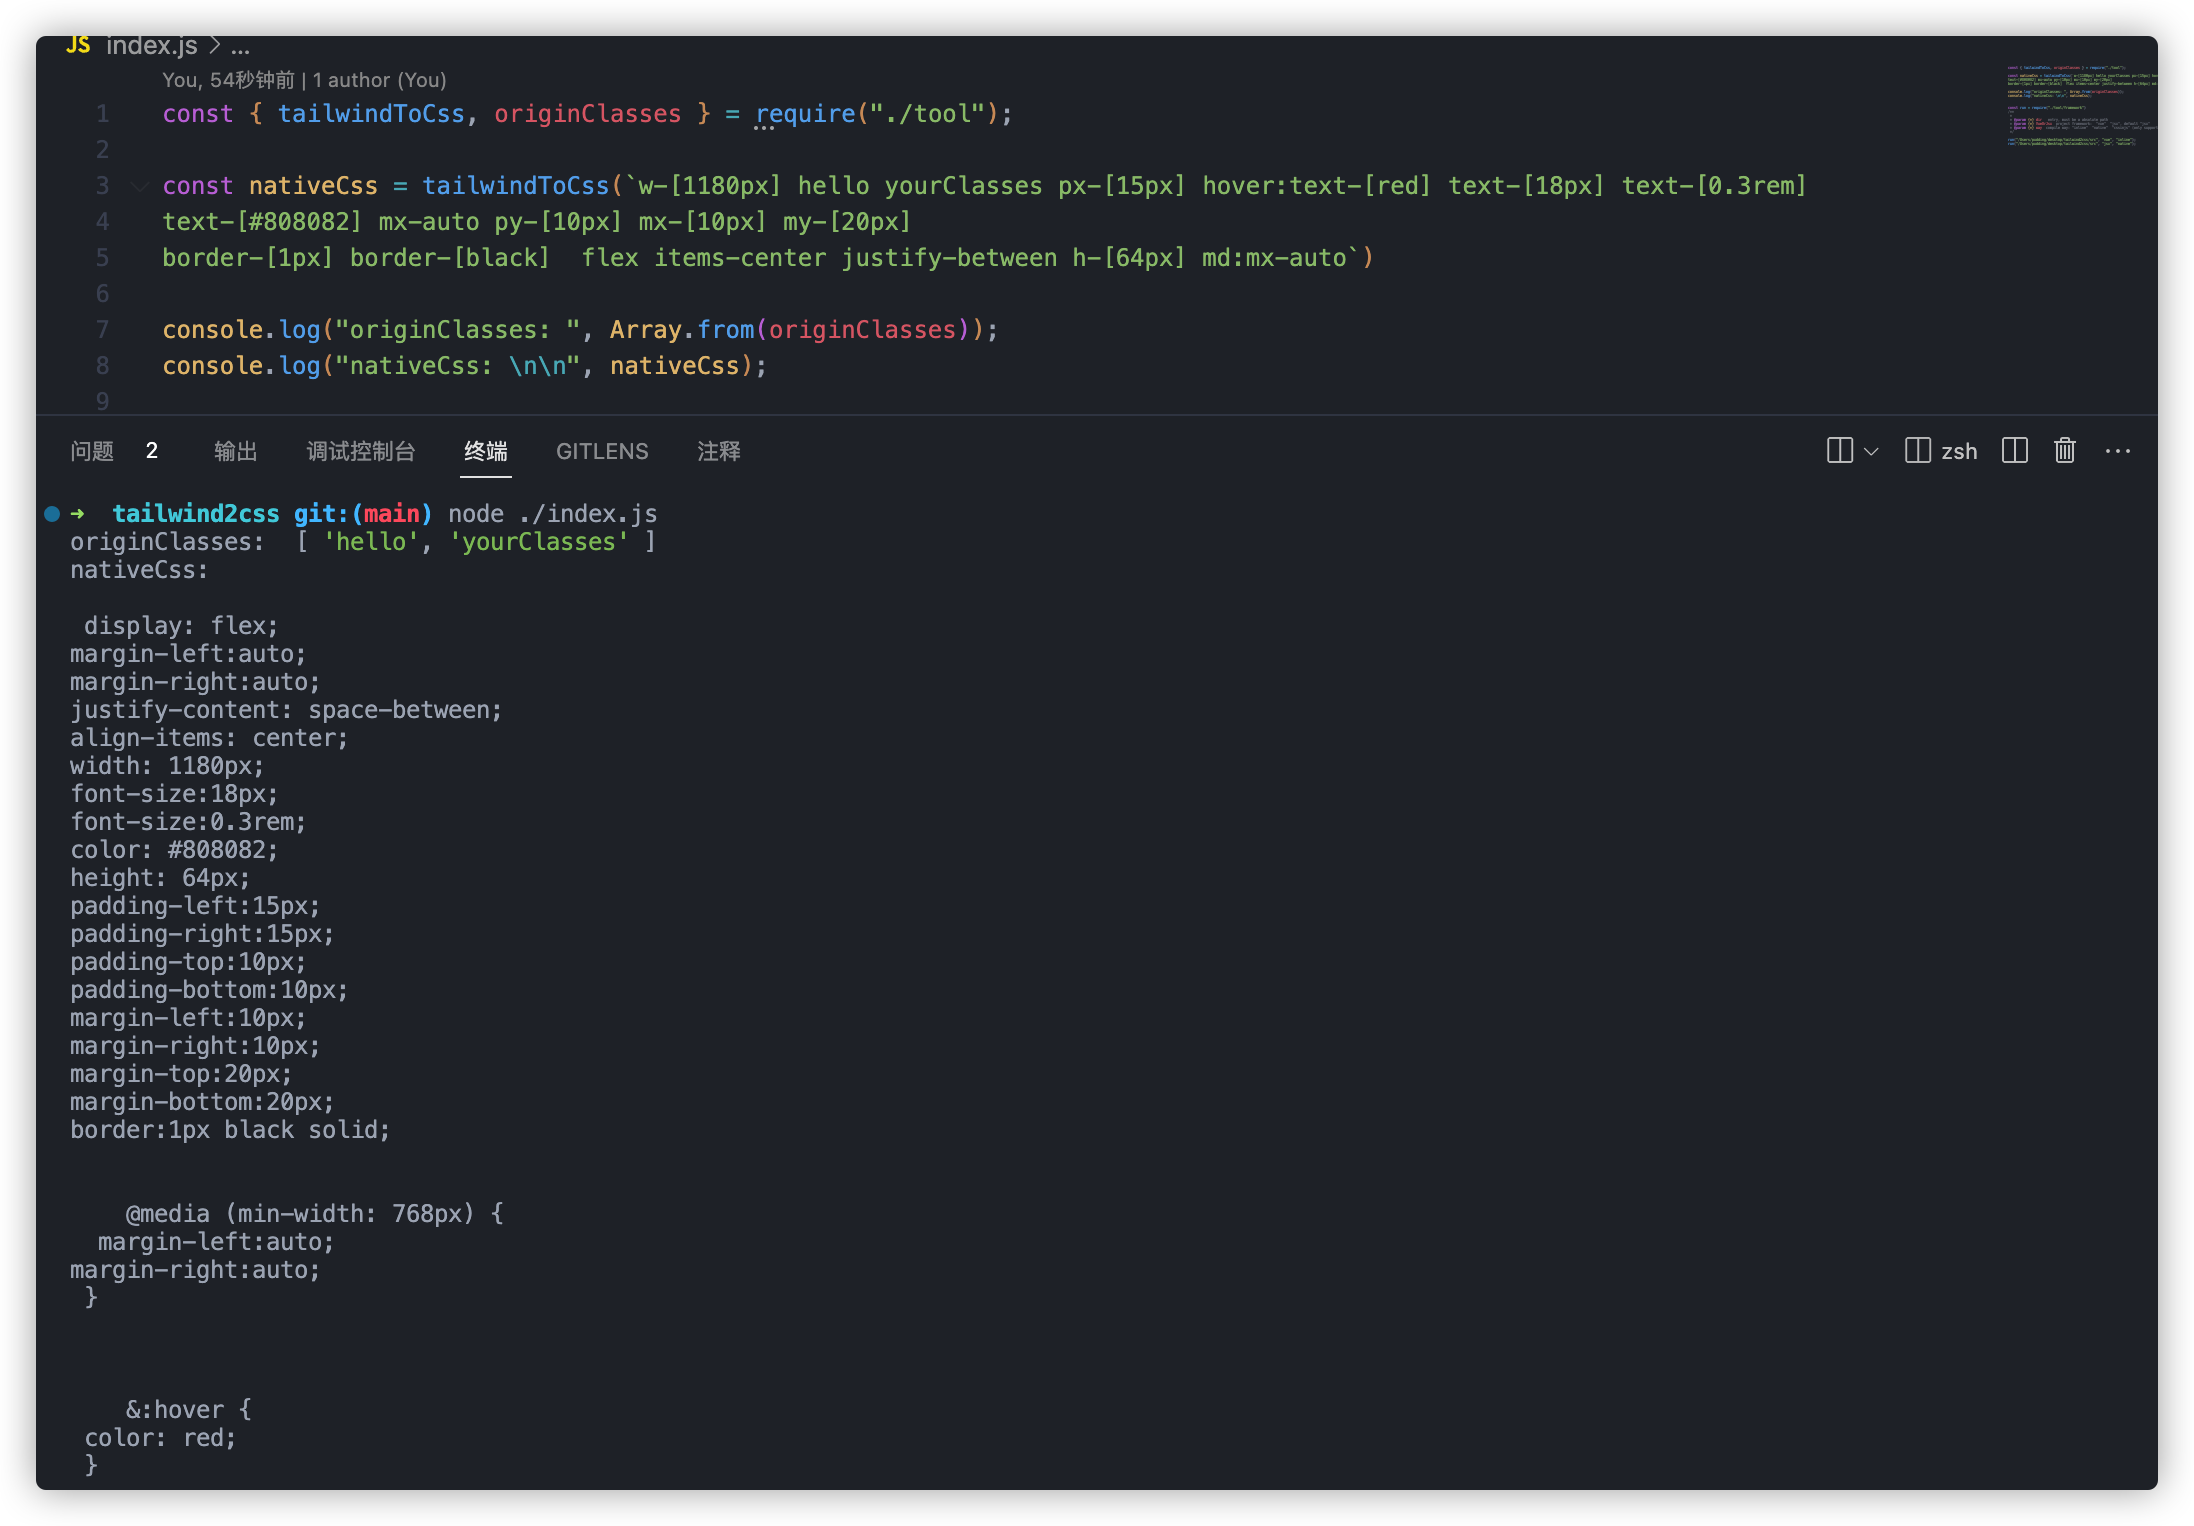 JS index.js > ...
You, 54秒钟前 | 1 author (You)
1 const { tailwindToCss, originClasses } = require("./tool");
2
3 const nativeCss = tailwindToCss(`w-[1180px] hello yourClasses px-[15px] hover:text-[red] text-[18px] text-[0.3rem]
4 text-[#808082] mx-auto py-[10px] mx-[10px] my-[20px]
5 border-[1px] border-[black]  flex items-center justify-between h-[64px] md:mx-auto`)
6
7 console.log("originClasses: ", Array.from(originClasses));
8 console.log("nativeCss: \n\n", nativeCss);
9
问题 2 输出 调试控制台 终端 GITLENS 注释 zsh ...
➜  tailwind2css git:(main) node ./index.js
originClasses:  [ 'hello', 'yourClasses' ]
nativeCss:
 display: flex;
margin-left:auto;
margin-right:auto;
justify-content: space-between;
align-items: center;
width: 1180px;
font-size:18px;
font-size:0.3rem;
color: #808082;
height: 64px;
padding-left:15px;
padding-right:15px;
padding-top:10px;
padding-bottom:10px;
margin-left:10px;
margin-right:10px;
margin-top:20px;
margin-bottom:20px;
border:1px black solid;
    @media (min-width: 768px) {
  margin-left:auto;
margin-right:auto;
 }
    &:hover {
 color: red;
 }